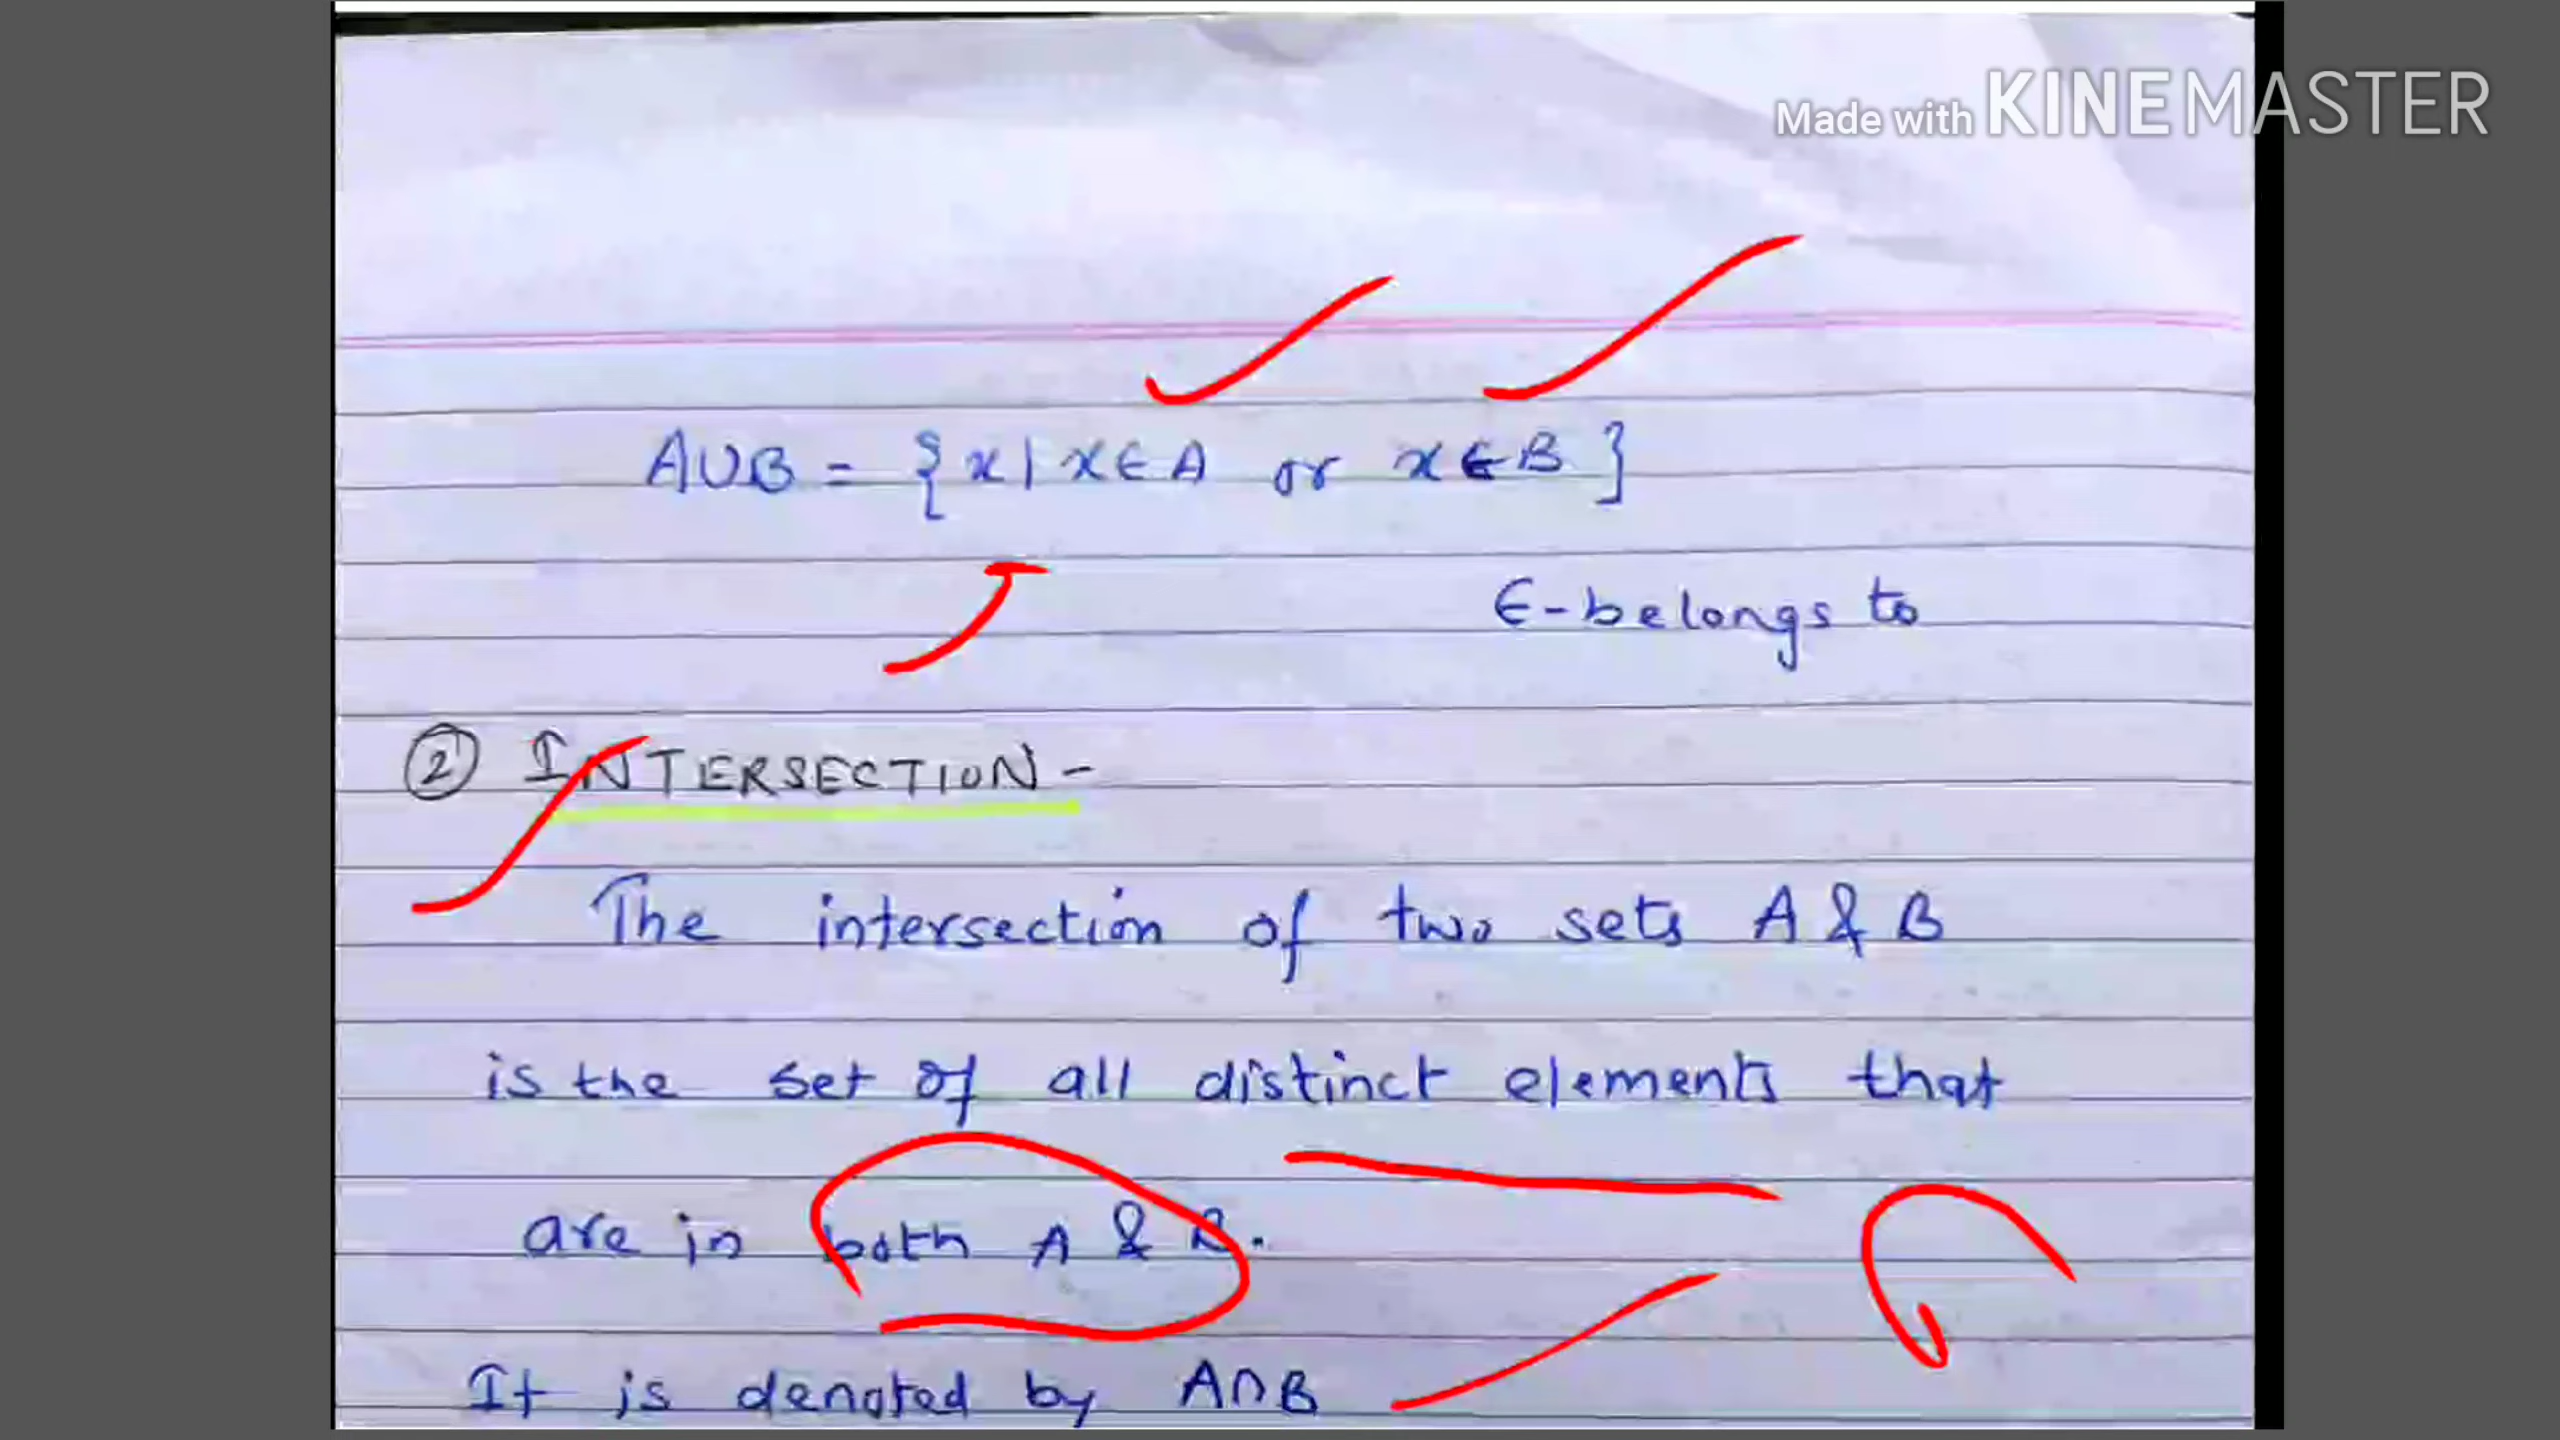 Made with KINEMASTER
A∪B = {x | x∈A or x∈B}
∈-belongs to
② INTERSECTION -
The intersection of two sets A & B
is the set of all distinct elements that
are in both A & B.
It is denoted by A∩B